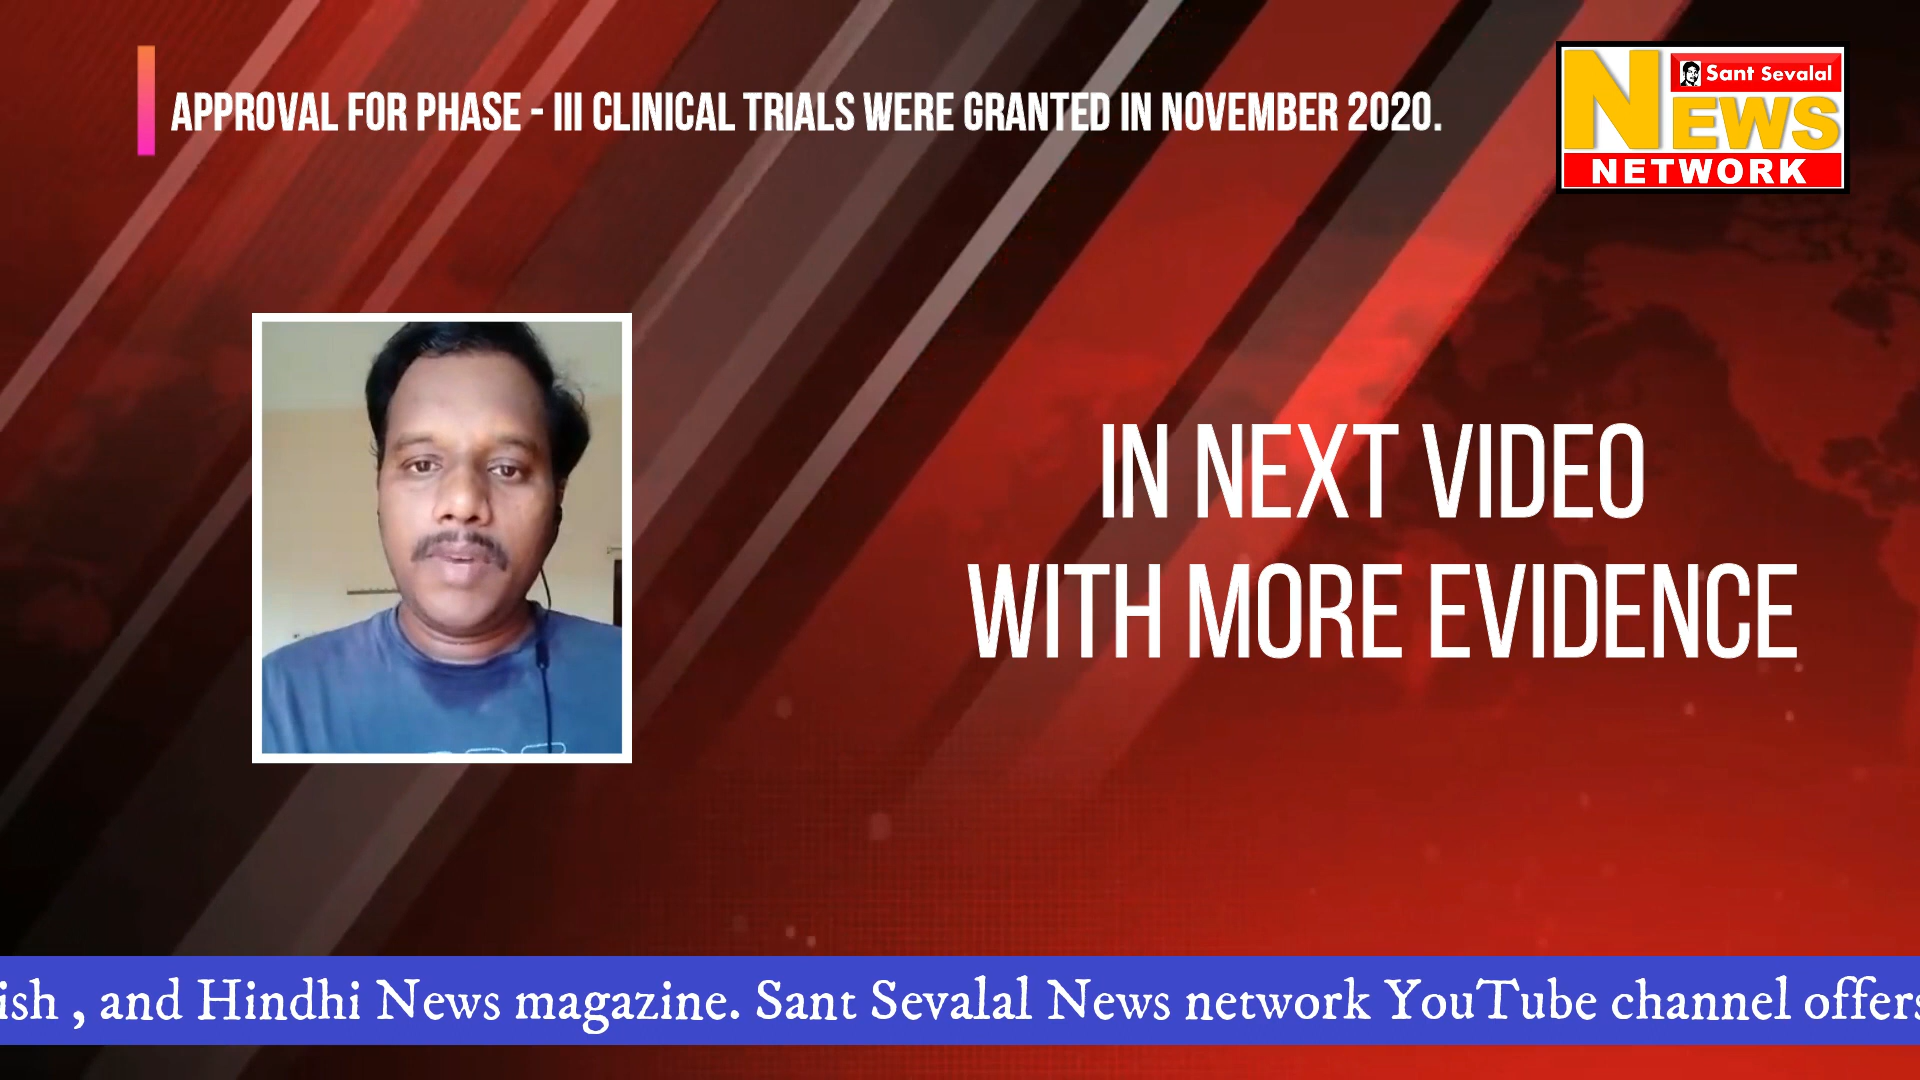 APPROVAL FOR PHASE - III CLINICAL TRIALS WERE GRANTED IN NOVEMBER 2020.
Sant Sevalal
NEWS
NETWORK
IN NEXT VIDEO
WITH MORE EVIDENCE
ish , and Hindhi News magazine. Sant Sevalal News network YouTube channel offers